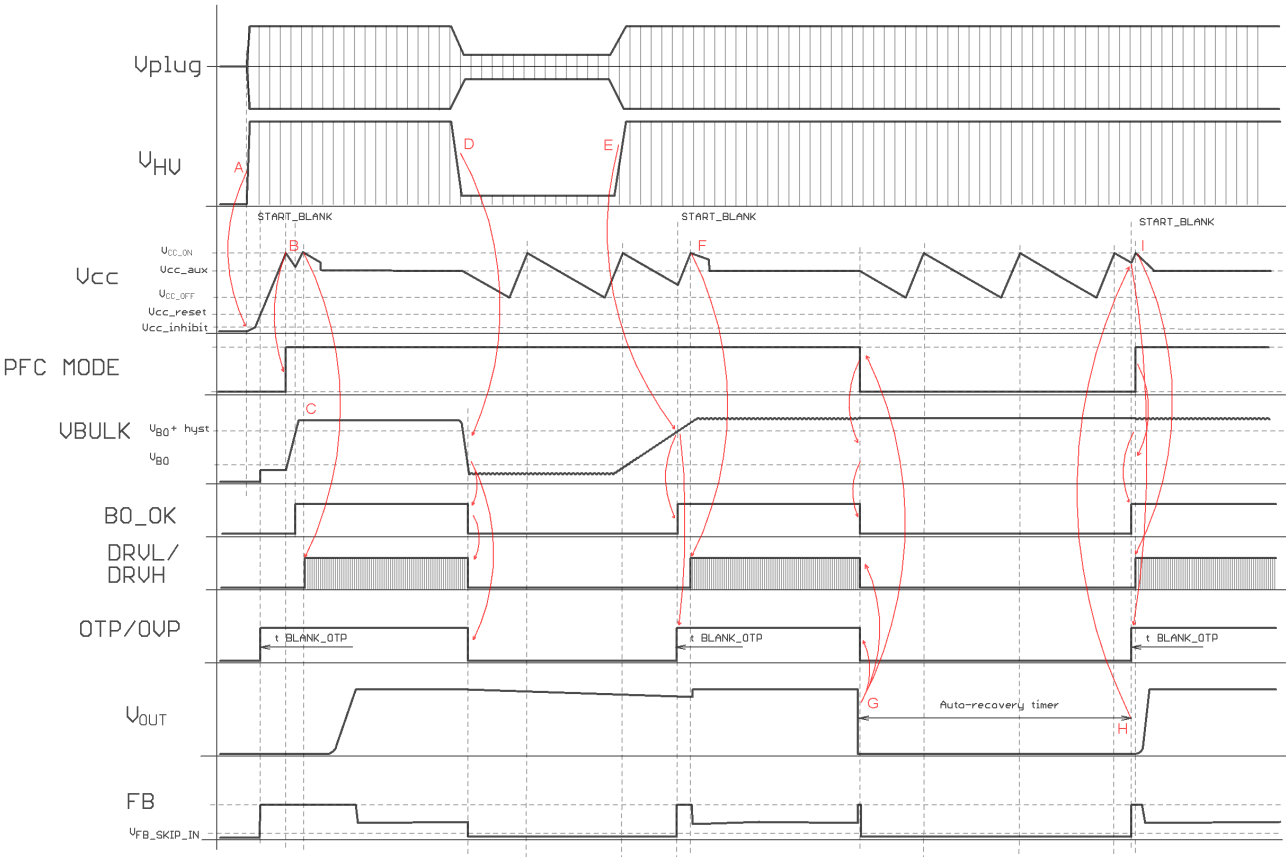 Vplug
VHV
A
D
E
START_BLANK
START_BLANK
START_BLANK
VCC_ON
B
F
I
Vcc
Vcc_aux
VCC_OFF
Vcc_reset
Vcc_inhibit
PFC MODE
C
VBULK
VBO + hyst
VBO
BO_OK
DRVL/
DRVH
OTP/OVP
t BLANK_OTP
t BLANK_OTP
t BLANK_OTP
VOUT
G
Auto-recovery timer
H
FB
VFB_SKIP_IN